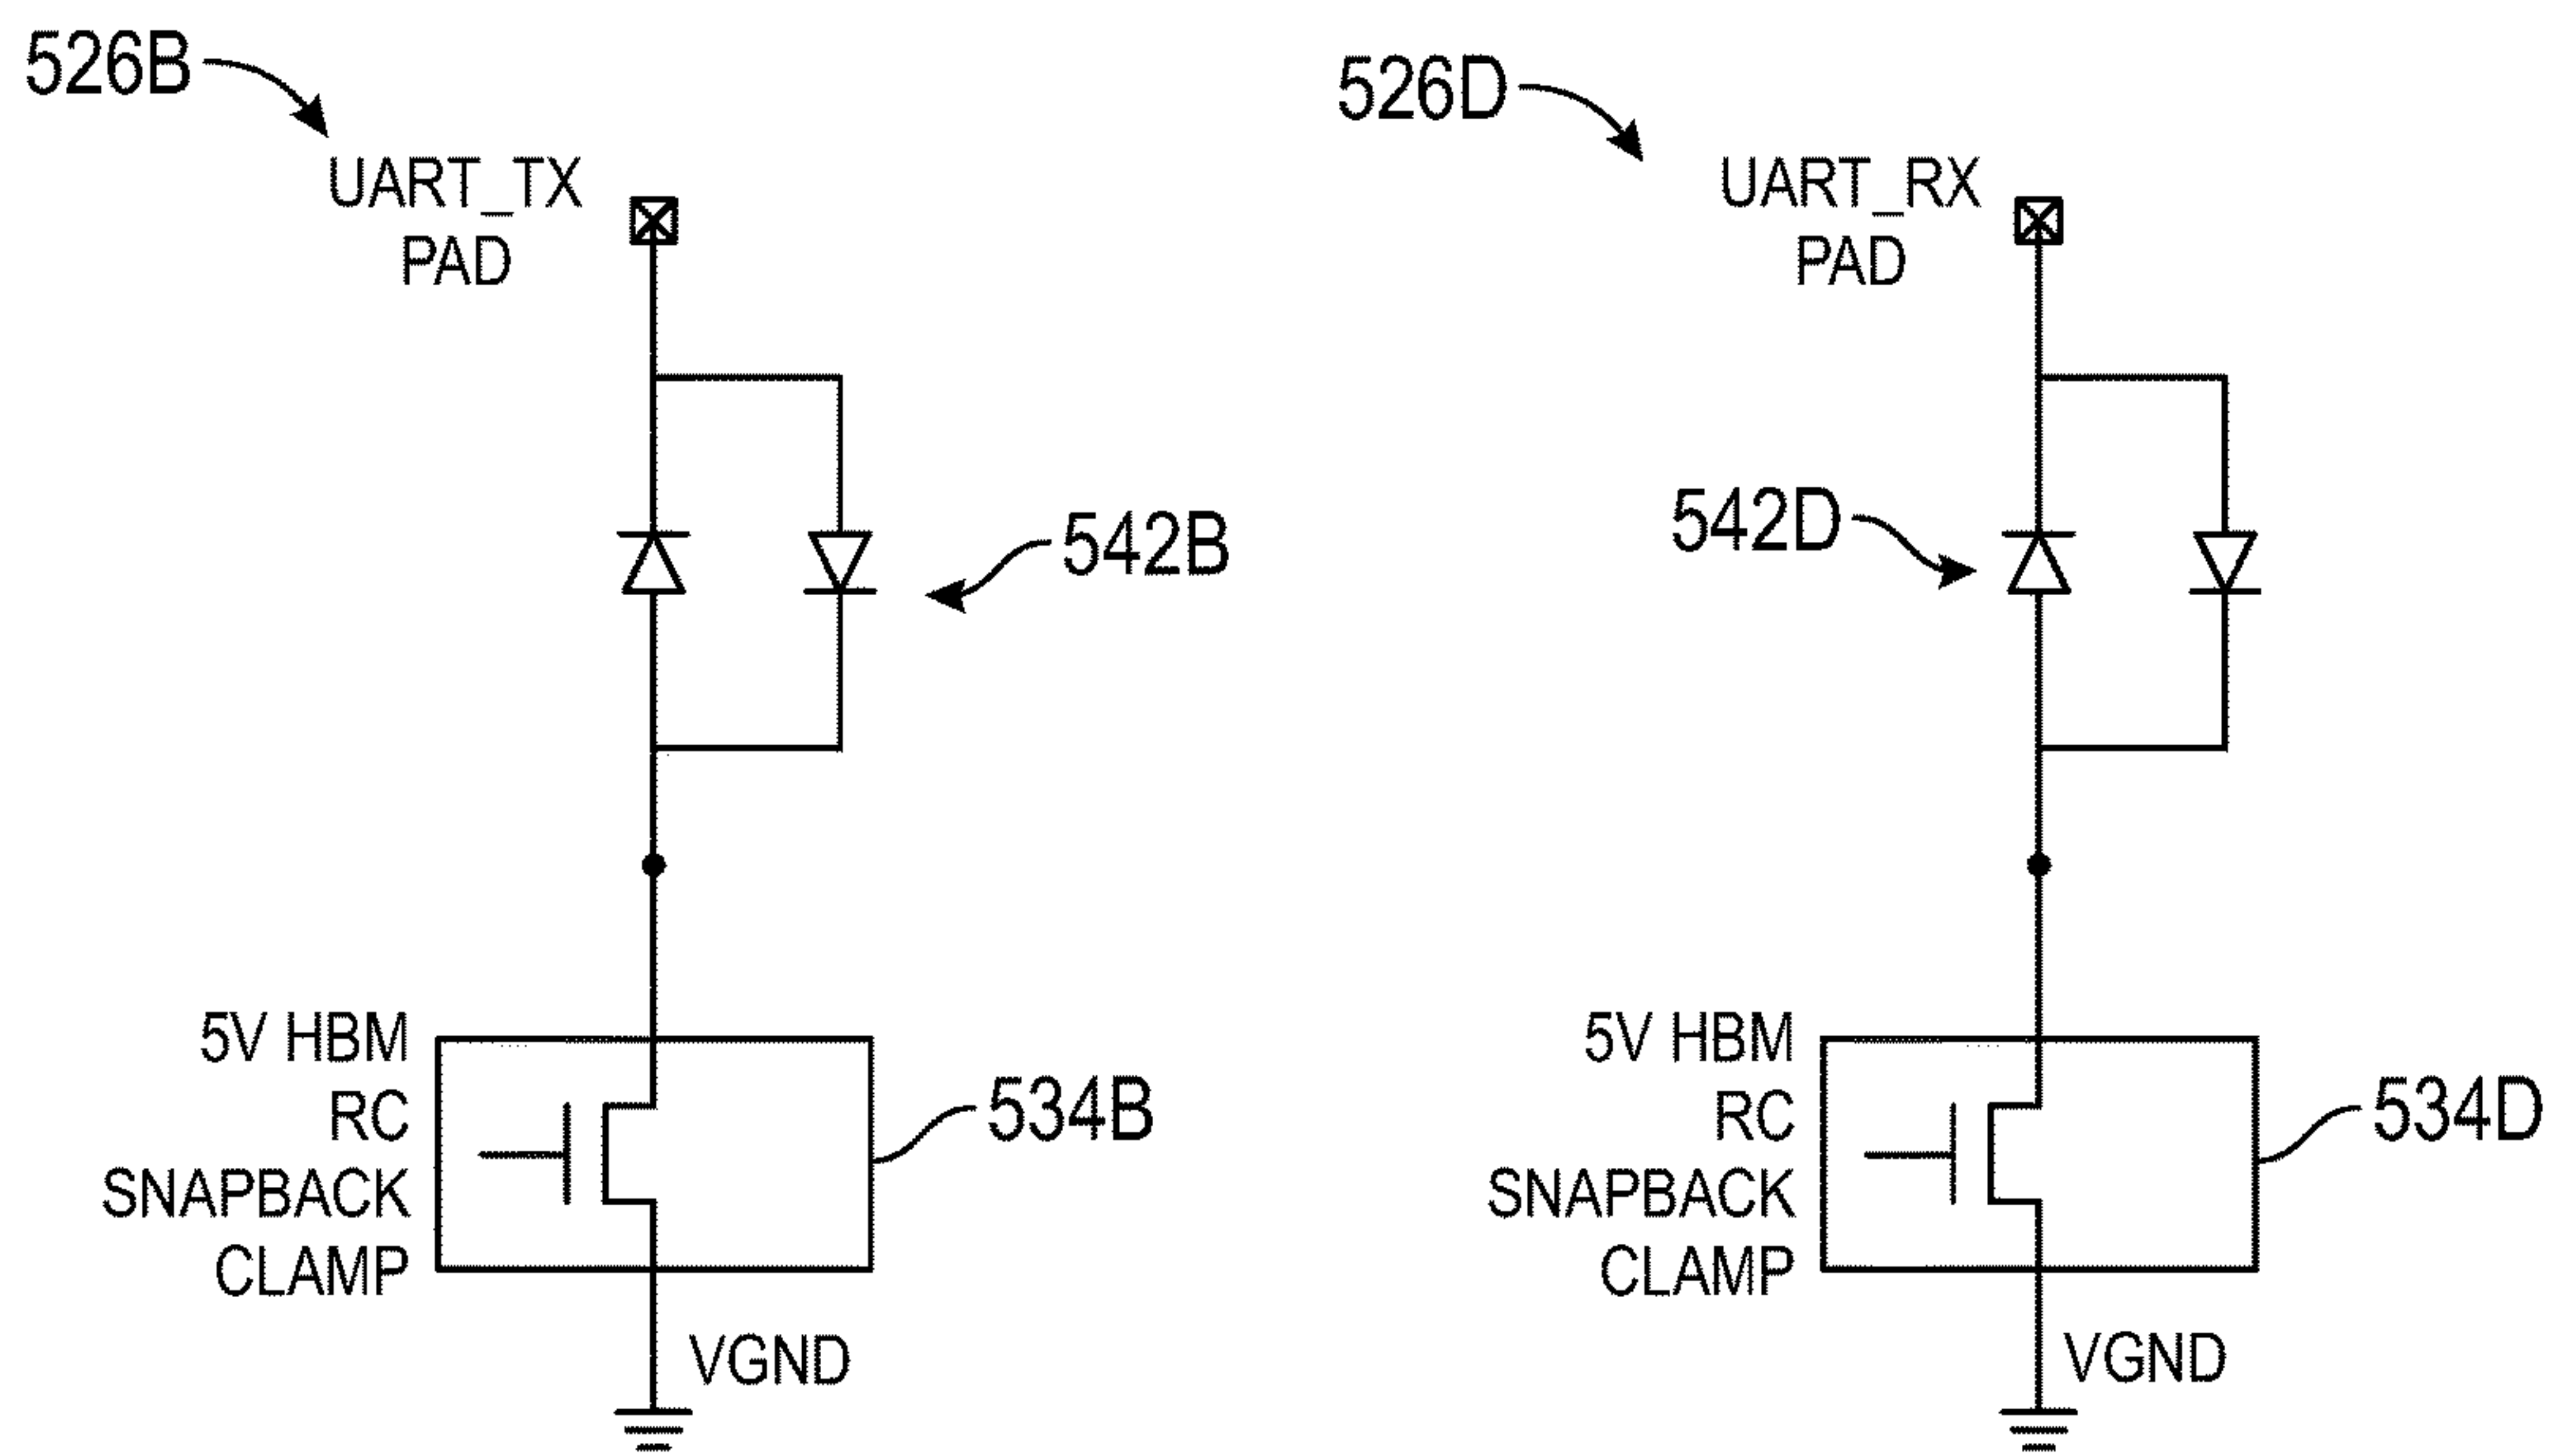 526B
UART_TX
PAD
542B
5V HBM
RC
SNAPBACK
CLAMP
534B
VGND
526D
UART_RX
PAD
542D
5V HBM
RC
SNAPBACK
CLAMP
534D
VGND